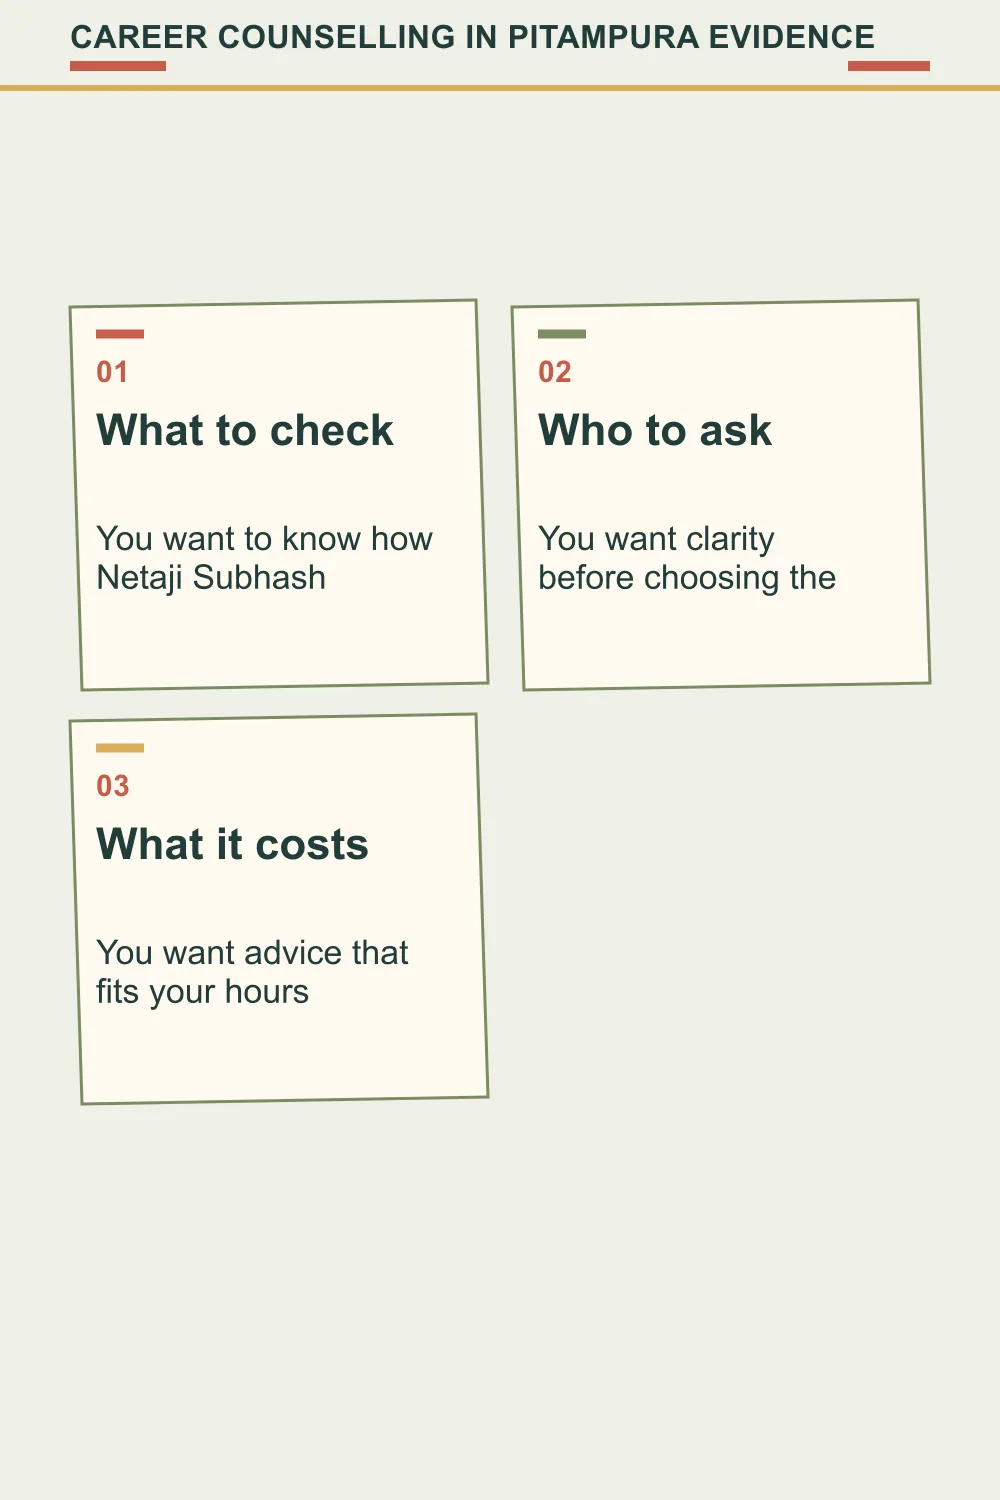 CAREER COUNSELLING IN PITAMPURA EVIDENCE
01
What to check
You want to know how
Netaji Subhash
02
Who to ask
You want clarity
before choosing the
03
What it costs
You want advice that
fits your hours